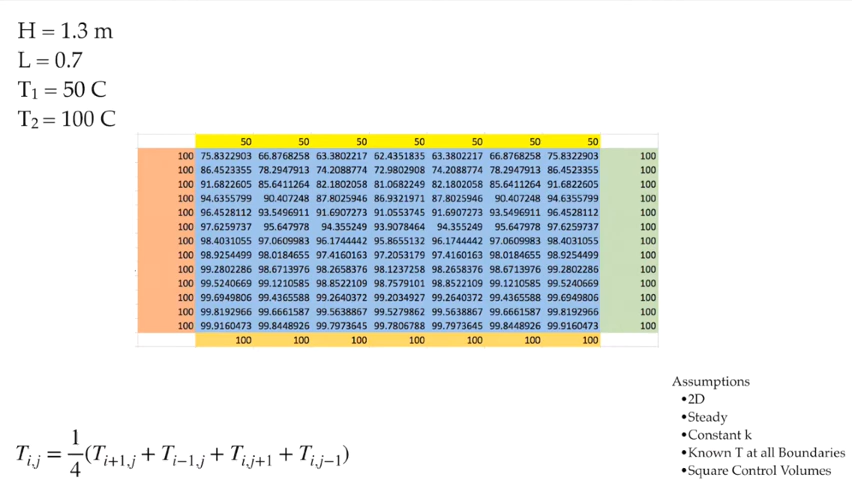 H = 1.3 m
L = 0.7
T1 = 50 C
T2 = 100 C
50 50 50 50 50 50 50
100 75.8322903 66.8768258 63.3802217 62.4351835 63.3802217 66.8768258 75.8322903 100
100 86.4523355 78.2947913 74.2088774 72.9802908 74.2088774 78.2947913 86.4523355 100
100 91.6822605 85.6411264 82.1802058 81.0682249 82.1802058 85.6411264 91.6822605 100
100 94.6355799 90.407248 87.8025946 86.9321971 87.8025946 90.407248 94.6355799 100
100 96.4528112 93.5496911 91.6907273 91.0553745 91.6907273 93.5496911 96.4528112 100
100 97.6259737 95.647978 94.355249 93.9078464 94.355249 95.647978 97.6259737 100
100 98.4031055 97.0609983 96.1744442 95.8655132 96.1744442 97.0609983 98.4031055 100
100 98.9254499 98.0184655 97.4160163 97.2053179 97.4160163 98.0184655 98.9254499 100
100 99.2802286 98.6713976 98.2658376 98.1237258 98.2658376 98.6713976 99.2802286 100
100 99.5240669 99.1210585 98.8522109 98.7579101 98.8522109 99.1210585 99.5240669 100
100 99.6949806 99.4365588 99.2640372 99.2034927 99.2640372 99.4365588 99.6949806 100
100 99.8192966 99.6661587 99.5638867 99.5279862 99.5638867 99.6661587 99.8192966 100
100 99.9160473 99.8448926 99.7973645 99.7806788 99.7973645 99.8448926 99.9160473 100
100 100 100 100 100 100 100
Assumptions
•2D
•Steady
•Constant k
•Known T at all Boundaries
•Square Control Volumes
T_{i,j} = \frac{1}{4}(T_{i+1,j} + T_{i-1,j} + T_{i,j+1} + T_{i,j-1})